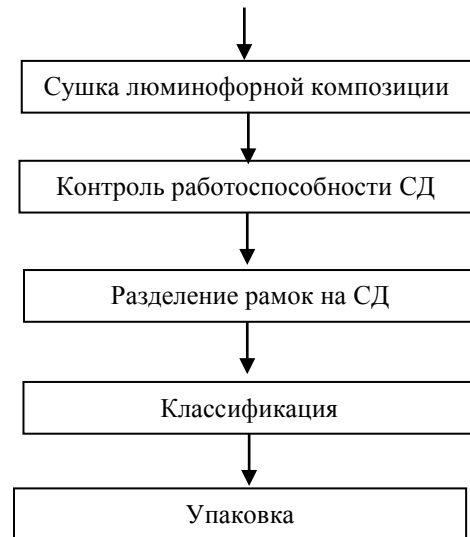 Сушка люминофорной композиции
Контроль работоспособности СД
Разделение рамок на СД
Классификация
Упаковка